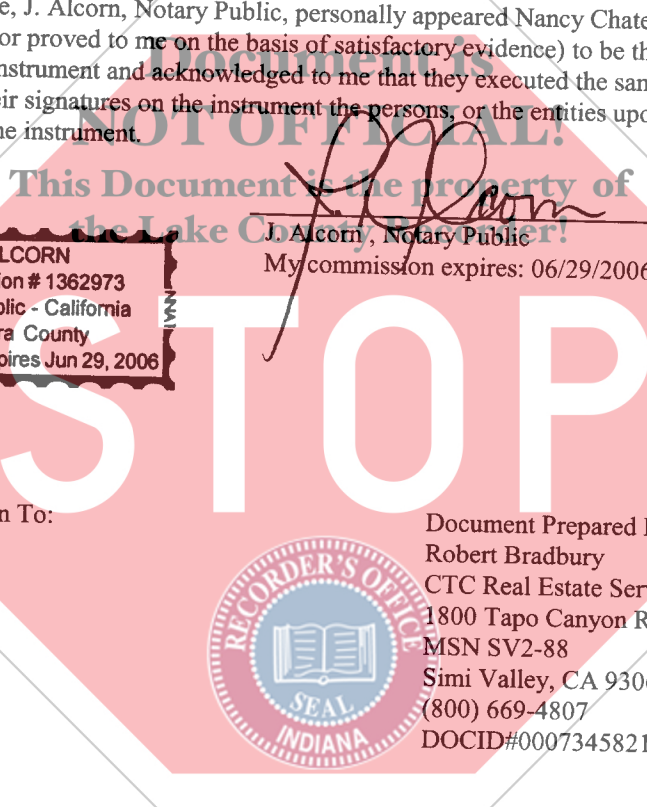 e, J. Alcorn, Notary Public, personally appeared Nancy Chate
or proved to me on the basis of satisfactory evidence) to be th
nstrument and acknowledged to me that they executed the sam
eir signatures on the instrument the persons, or the entities upo
he instrument.
Document is
NOT OFFICIAL!
This Document is the property of
the Lake County Recorder!
J. Alcorn
J. Alcorn , Notary Public
My commission expires: 06/29/2006
LCORN
ion # 1362973
blic - California
ra County
pires Jun 29, 2006
NNA
STOP
n To:
Document Prepared
Robert Bradbury
CTC Real Estate Ser
1800 Tapo Canyon R
MSN SV2-88
Simi Valley, CA 9306
(800) 669-4807
DOCID#0007345821
RECORDER'S OFFICE
SEAL
INDIANA